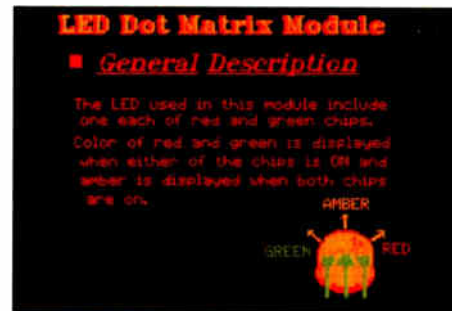 LED Dot Matrix Module
■ General Description
The LED used in this module include
one each of red and green chips.
Color of red and green is displayed
when either of the chips is ON and
amber is displayed when both chips
are on.
AMBER
GREEN
RED